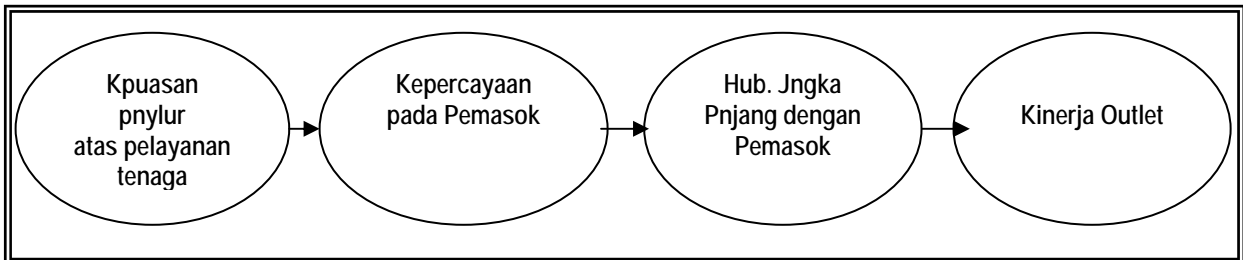 Kpuasan
pnylur
atas pelayanan
tenaga
Kepercayaan
pada Pemasok
Hub. Jngka
Pnjang dengan
Pemasok
Kinerja Outlet